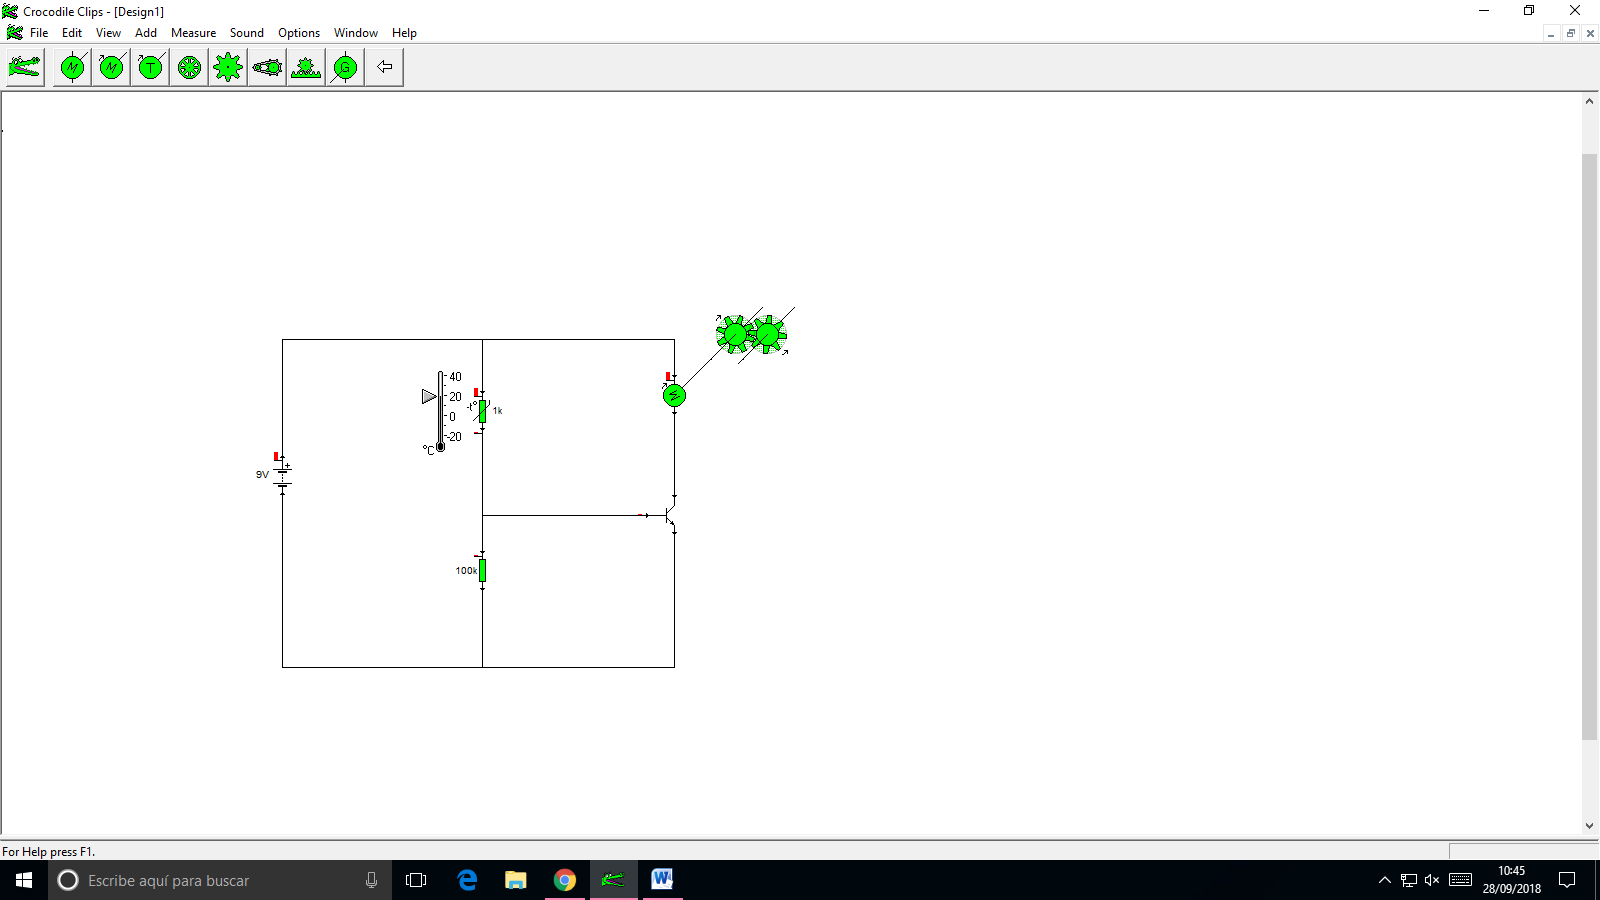 Crocodile Clips - [Design1]
File Edit View Add Measure Sound Options Window Help
M M T G
40
20
0
-20
°C
-t°
1k
9V
+
100k
For Help press F1.
Escribe aquí para buscar
10:45
28/09/2018